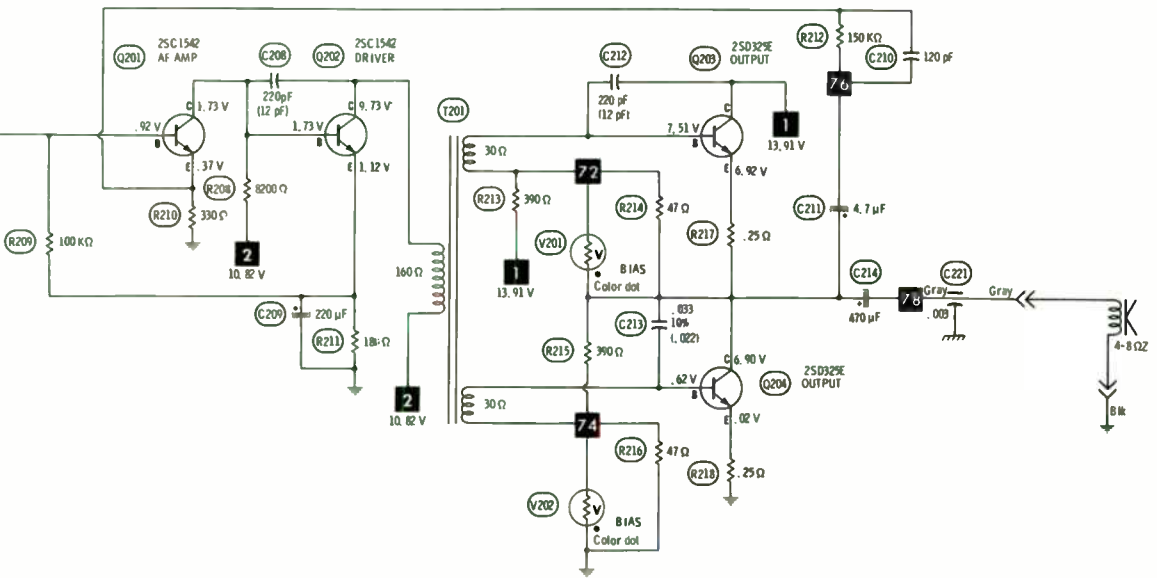 Q201
2SC1542
AF AMP
C208
220pF
(12 pF)
Q202
2SC1542
DRIVER
C212
220 pF
(12 pF)
Q203
2SD325E
OUTPUT
R212
150 KΩ
C210
120 pF
76
C
1.73 V
.92 V
B
E
.37 V
1.73 V
B
C
9.73 V
E
1.12 V
T201
7.51 V
B
C
E
6.92 V
1
13.91 V
R208
8200 Ω
R210
330 Ω
R209
100 KΩ
2
10.82 V
30 Ω
R213
390 Ω
72
R214
47 Ω
R217
.25 Ω
C211
4.7 µF
V201
V
BIAS
Color dot
1
13.91 V
160 Ω
C209
220 µF
R211
2
10.82 V
R215
390 Ω
C213
.033
10%
(.022)
C214
470 µF
78
Gray
C221
.003
Gray
4-8 ΩZ
Blk
30 Ω
.62 V
B
C
6.90 V
Q204
2SD325E
OUTPUT
E
.02 V
74
R216
47 Ω
R218
.25 Ω
V202
V
BIAS
Color dot